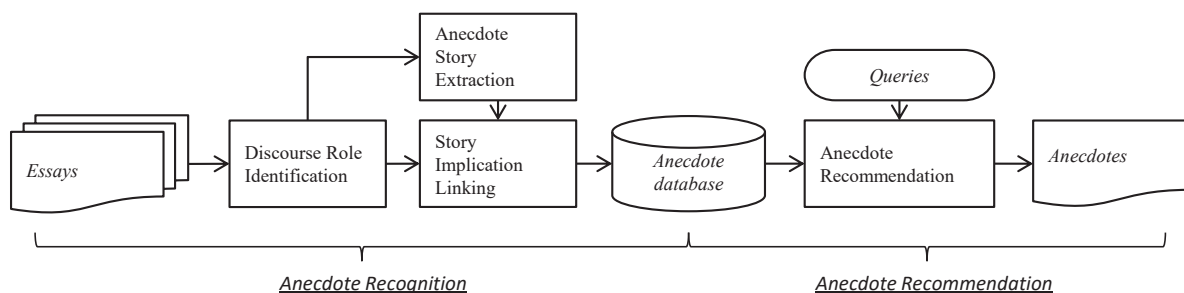 Essays
Discourse Role
Identification
Anecdote
Story
Extraction
Story
Implication
Linking
Anecdote
database
Queries
Anecdote
Recommendation
Anecdotes
Anecdote Recognition
Anecdote Recommendation